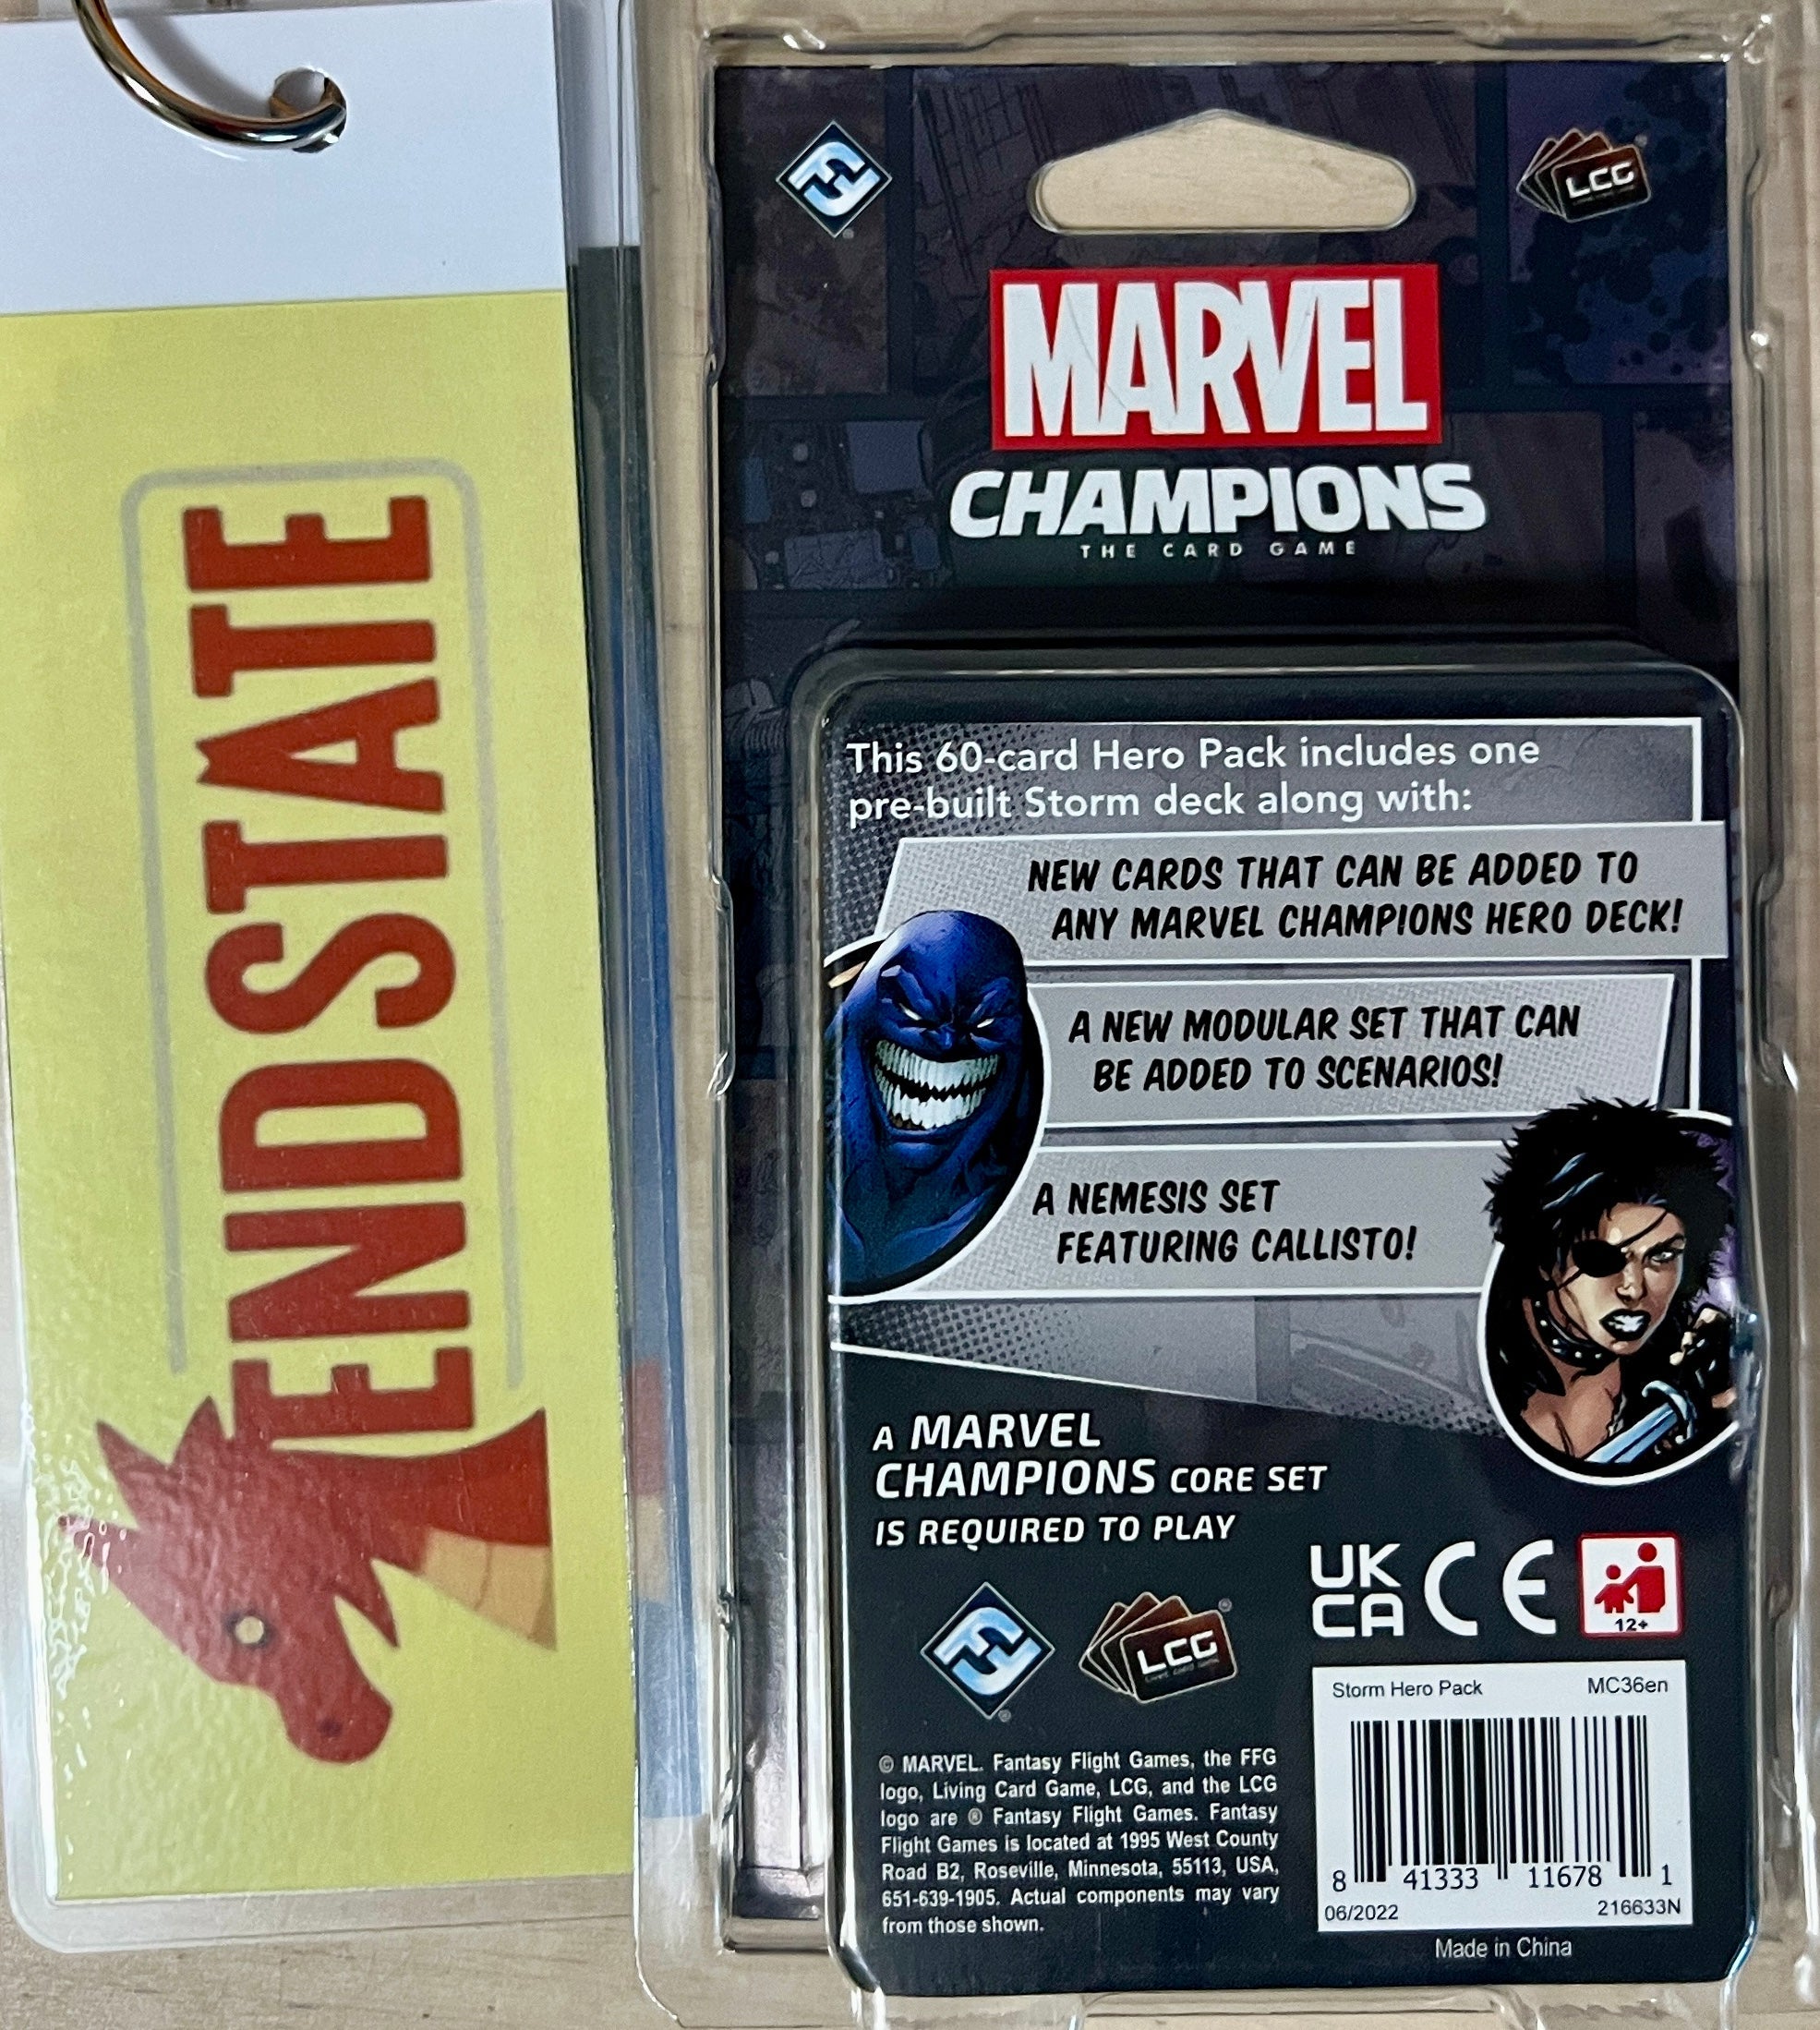 ENDSTATE
LCG
MARVEL
CHAMPIONS
THE CARD GAME
This 60-card Hero Pack includes one
pre-built Storm deck along with:
NEW CARDS THAT CAN BE ADDED TO
ANY MARVEL CHAMPIONS HERO DECK!
A NEW MODULAR SET THAT CAN
BE ADDED TO SCENARIOS!
A NEMESIS SET
FEATURING CALLISTO!
A MARVEL
CHAMPIONS CORE SET
IS REQUIRED TO PLAY
UK
CA CE
12+
LCG
Storm Hero Pack MC36en
8 41333 11678 1
06/2022 216633N
Made in China
© MARVEL. Fantasy Flight Games, the FFG
logo, Living Card Game, LCG, and the LCG
logo are ® Fantasy Flight Games. Fantasy
Flight Games is located at 1995 West County
Road B2, Roseville, Minnesota, 55113, USA,
651-639-1905. Actual components may vary
from those shown.